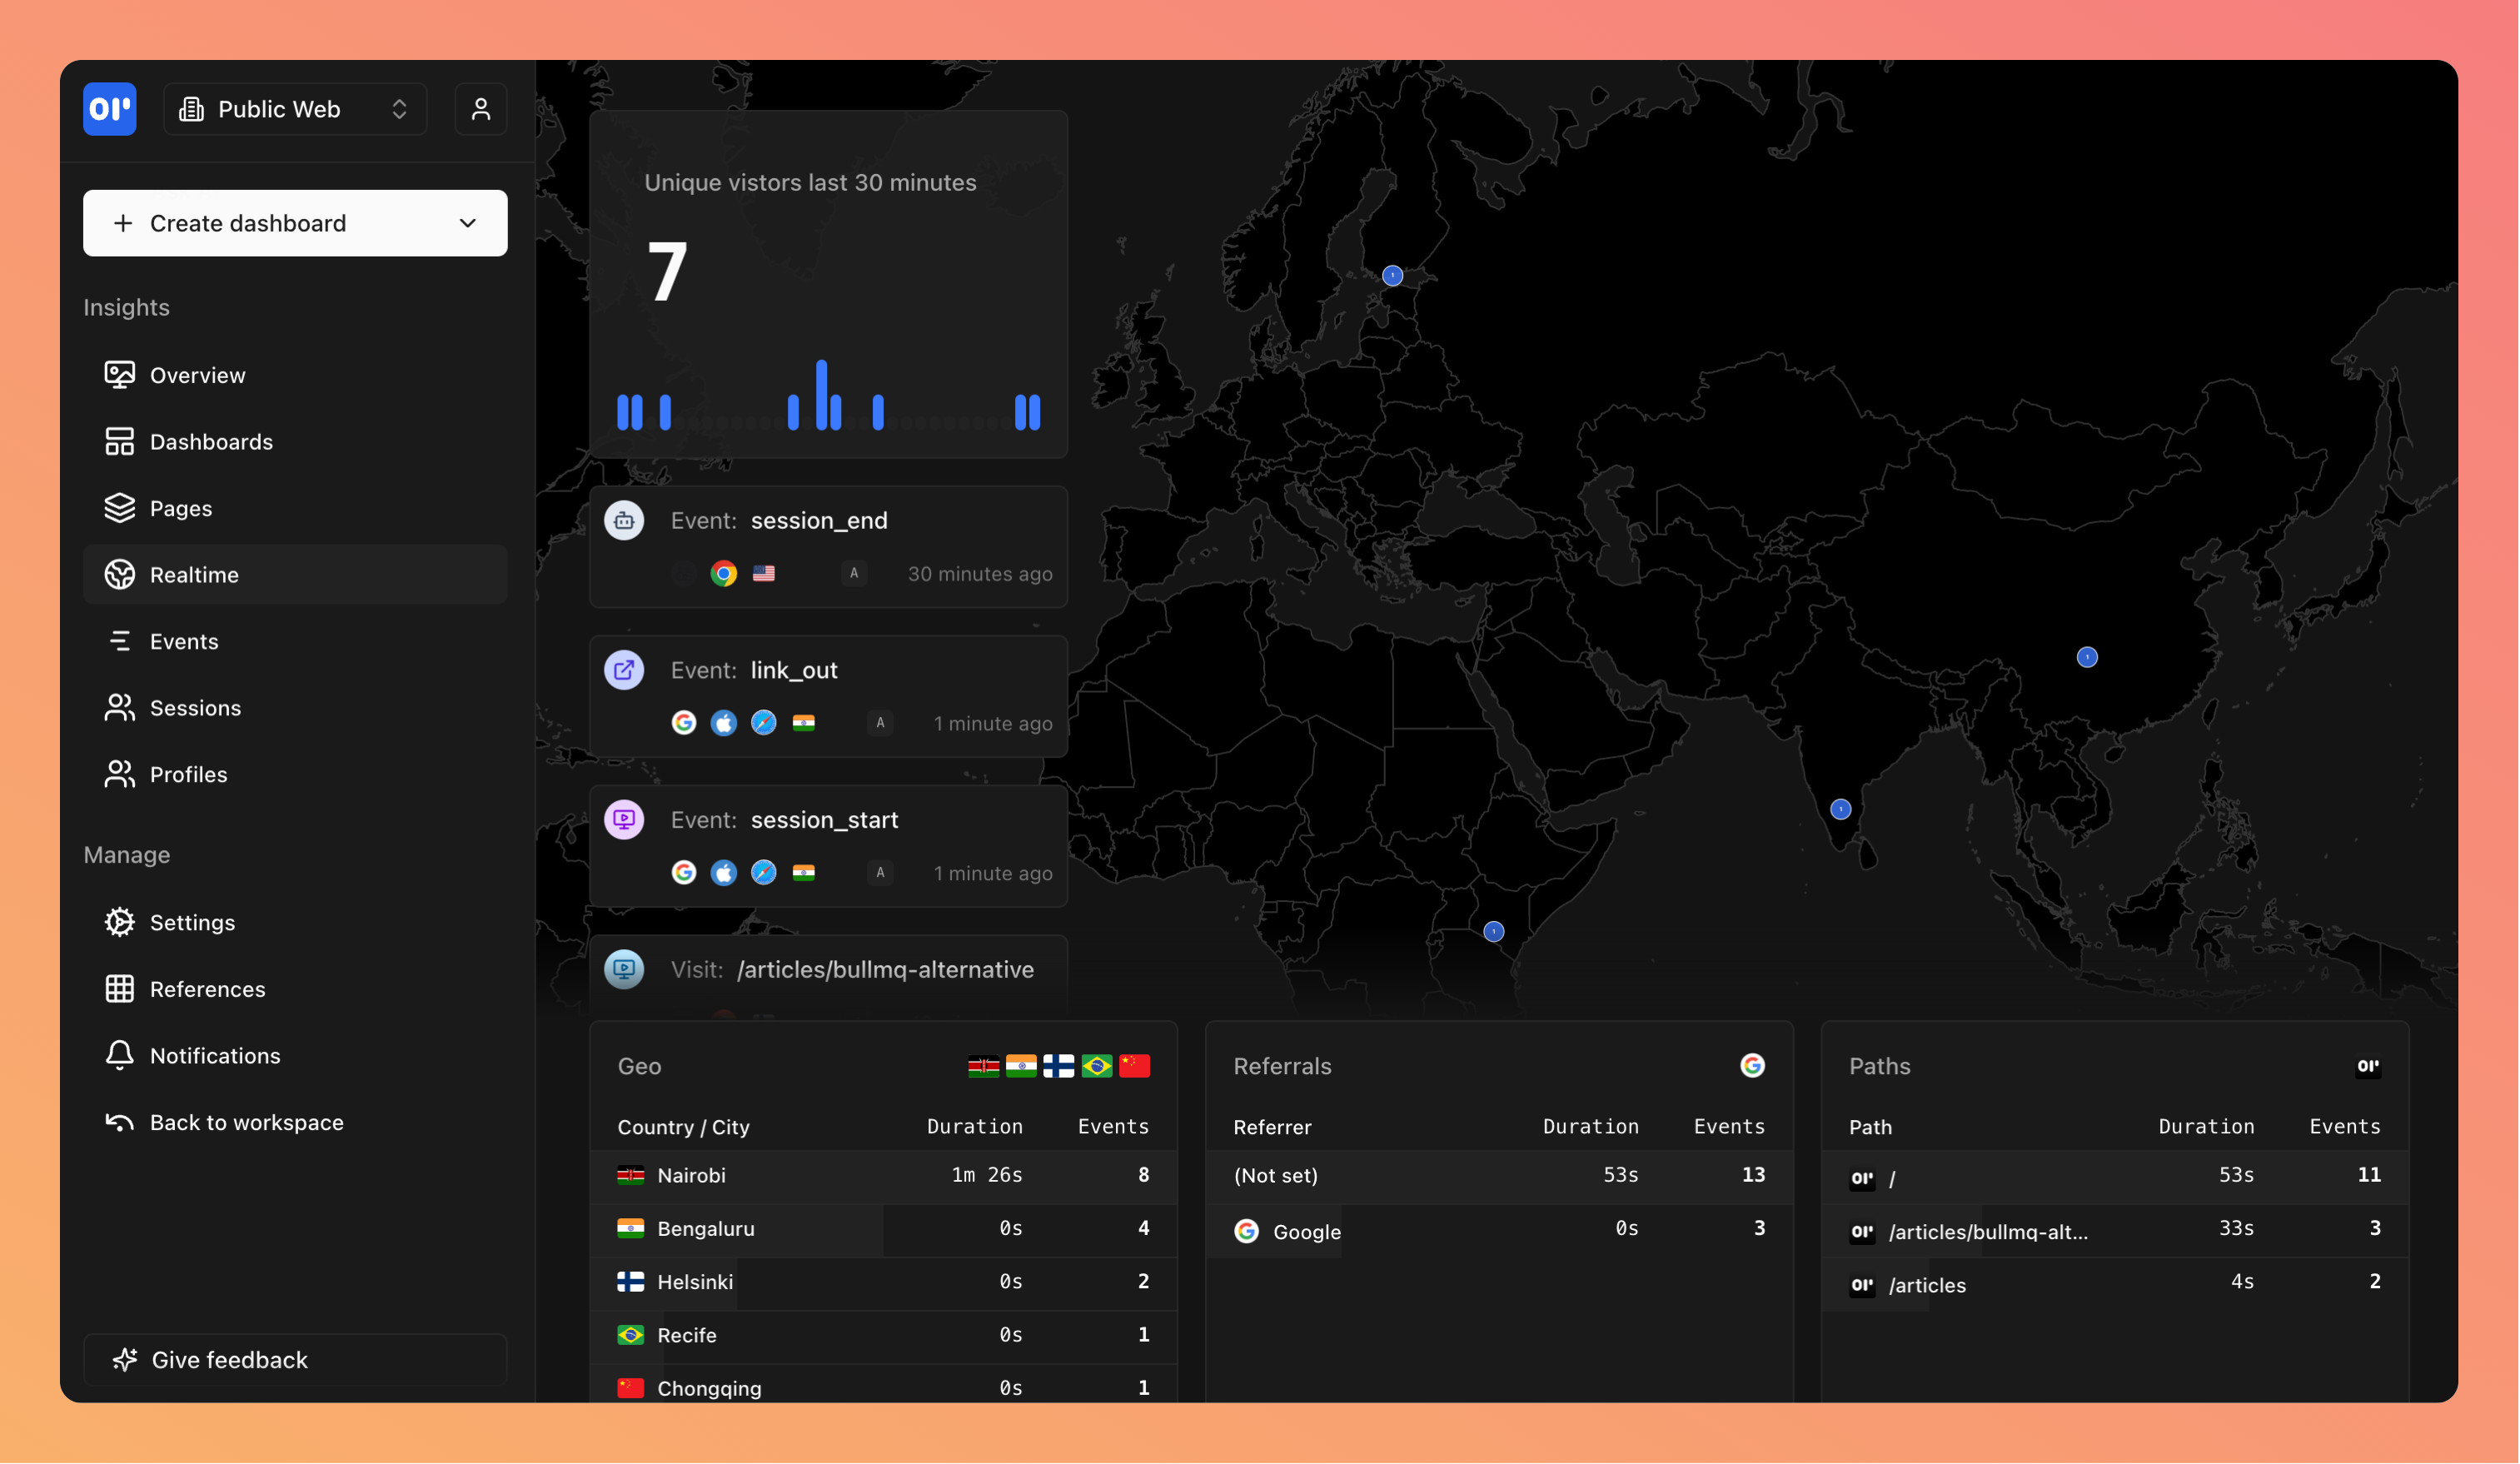 Public Web
Create dashboard
Insights
Overview
Dashboards
Pages
Realtime
Events
Sessions
Profiles
Manage
Settings
References
Notifications
Back to workspace
Give feedback
Unique vistors last 30 minutes
7
Event: session_end
A 30 minutes ago
Event: link_out
A 1 minute ago
Event: session_start
A 1 minute ago
Visit: /articles/bullmq-alternative
1
1
1
1
Geo
Country / City Duration Events
Nairobi 1m 26s 8
Bengaluru 0s 4
Helsinki 0s 2
Recife 0s 1
Chongqing 0s 1
Referrals
Referrer Duration Events
(Not set) 53s 13
Google 0s 3
Paths
Path Duration Events
/ 53s 11
/articles/bullmq-alt... 33s 3
/articles 4s 2